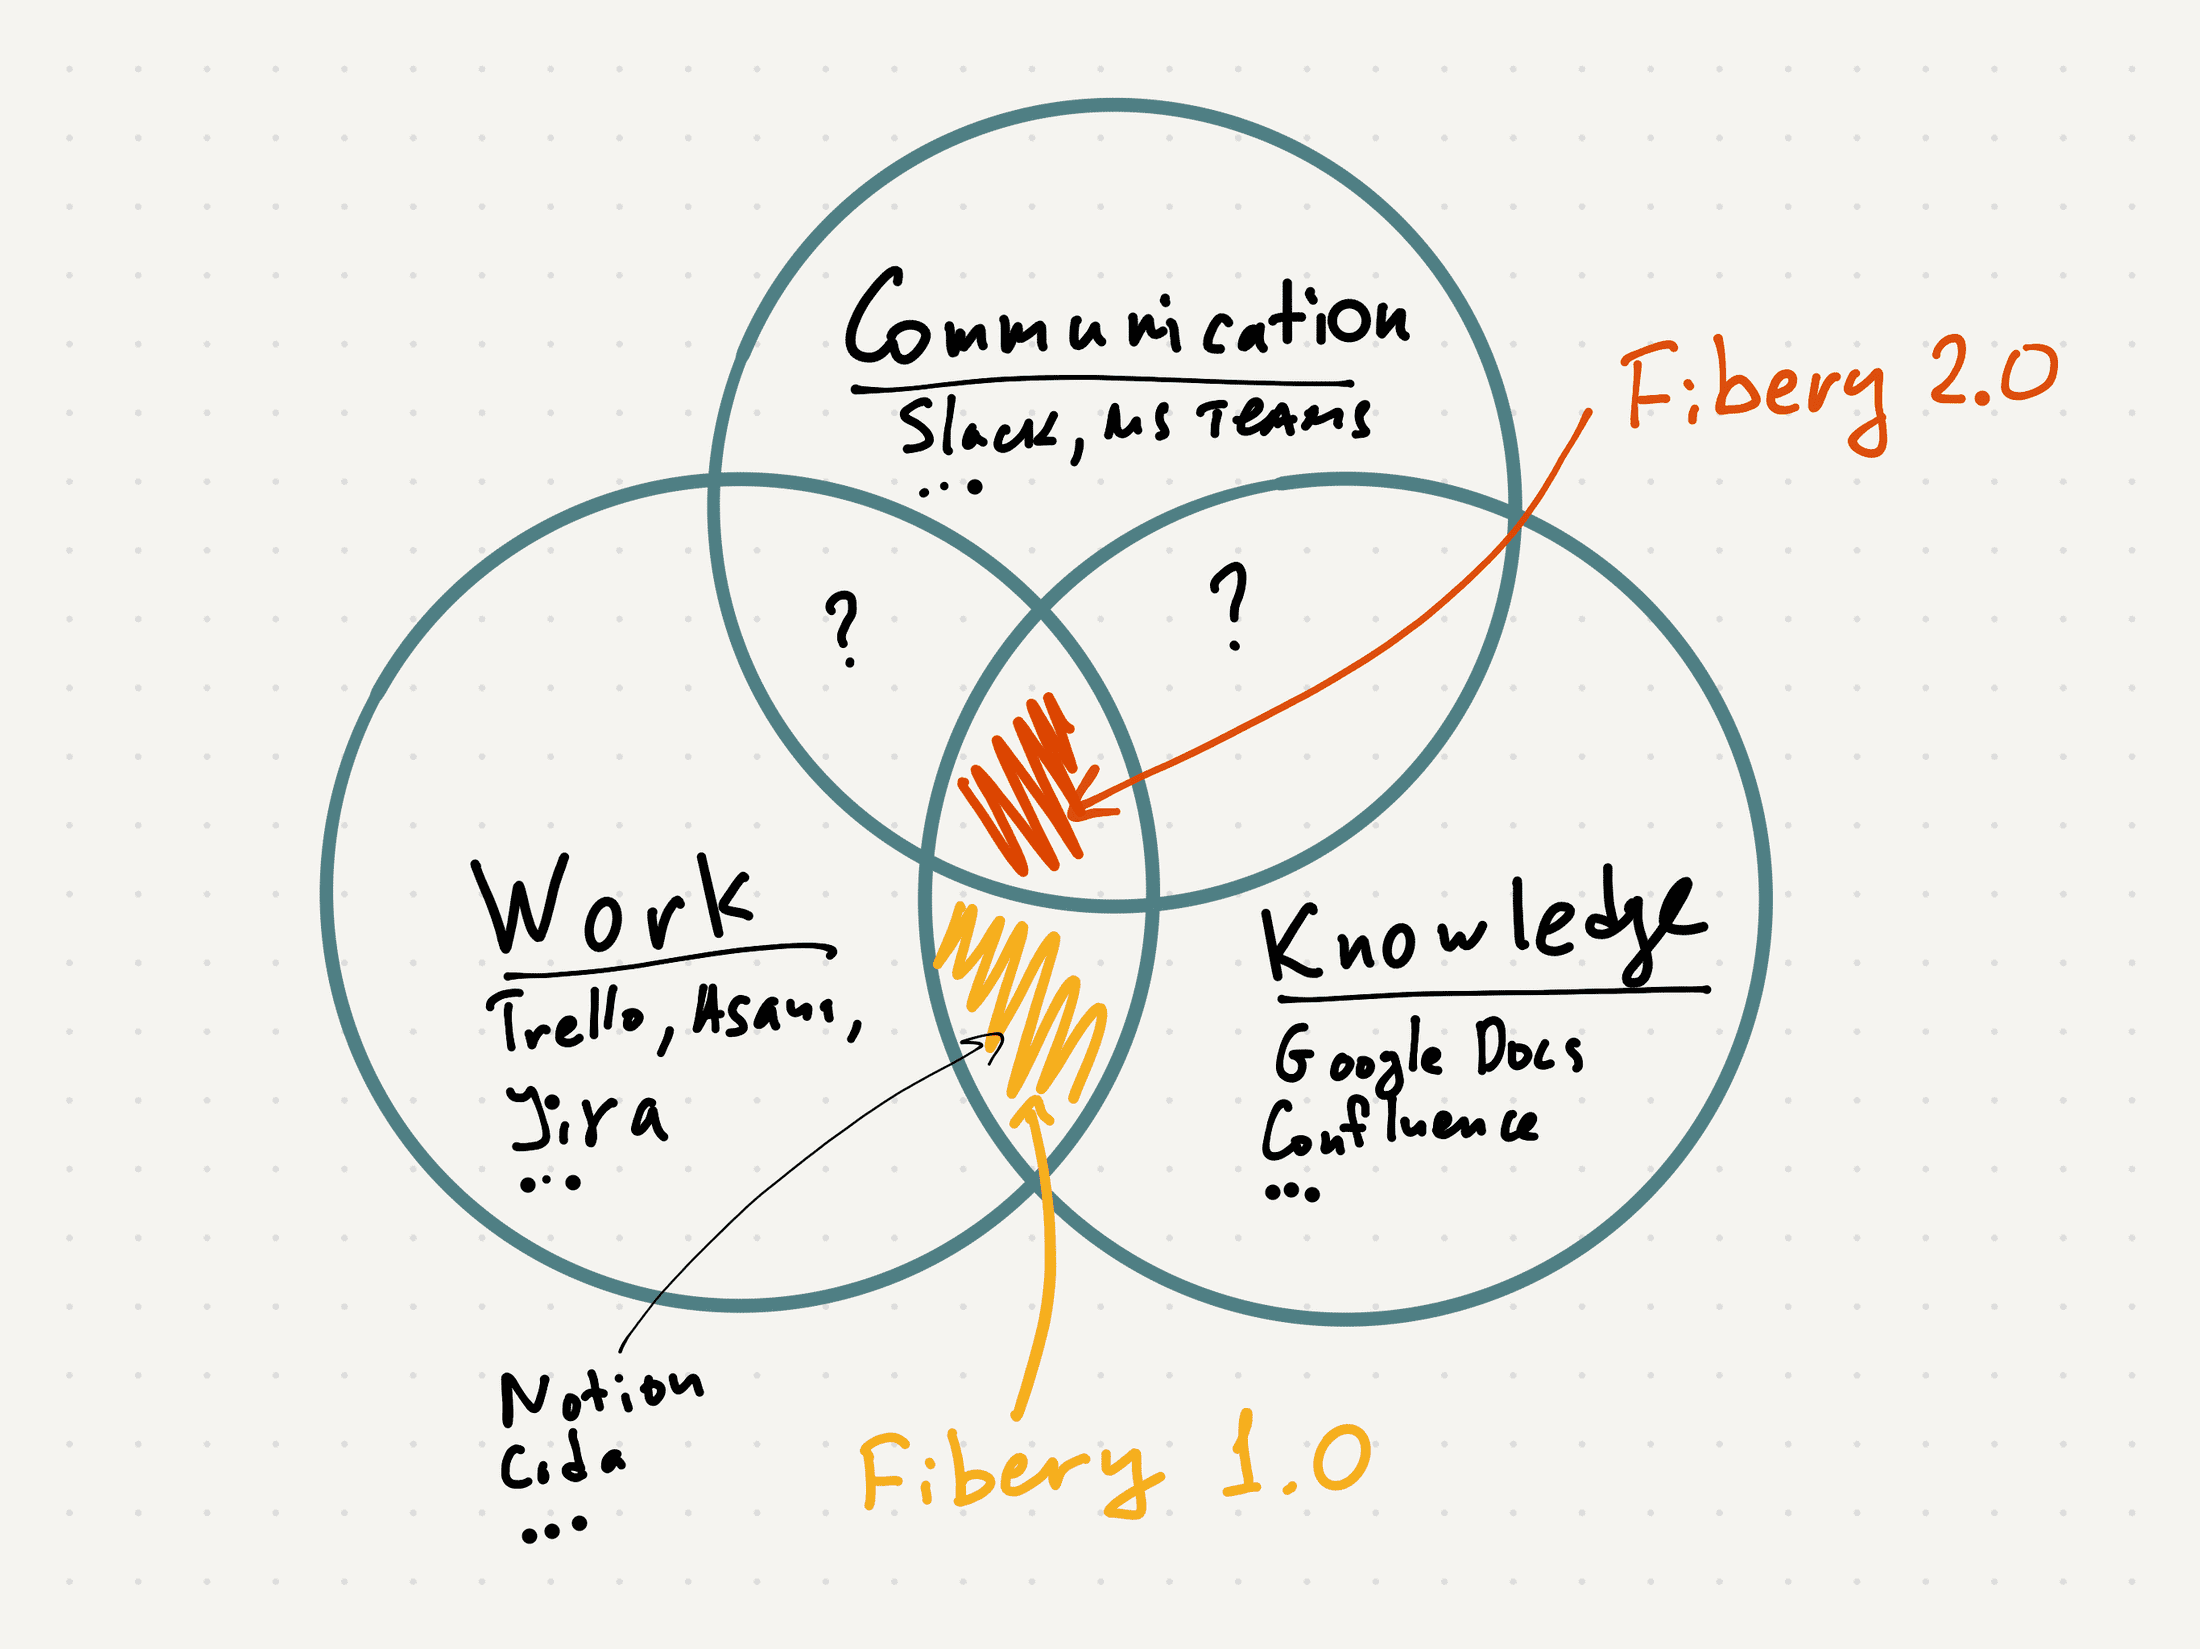 Communication
Slack, MS Teams
...
Fibery 2.0
?
?
Work
Trello, Asana,
Jira
...
Knowledge
Google Docs
Confluence
...
Notion
Coda
...
Fibery 1.0